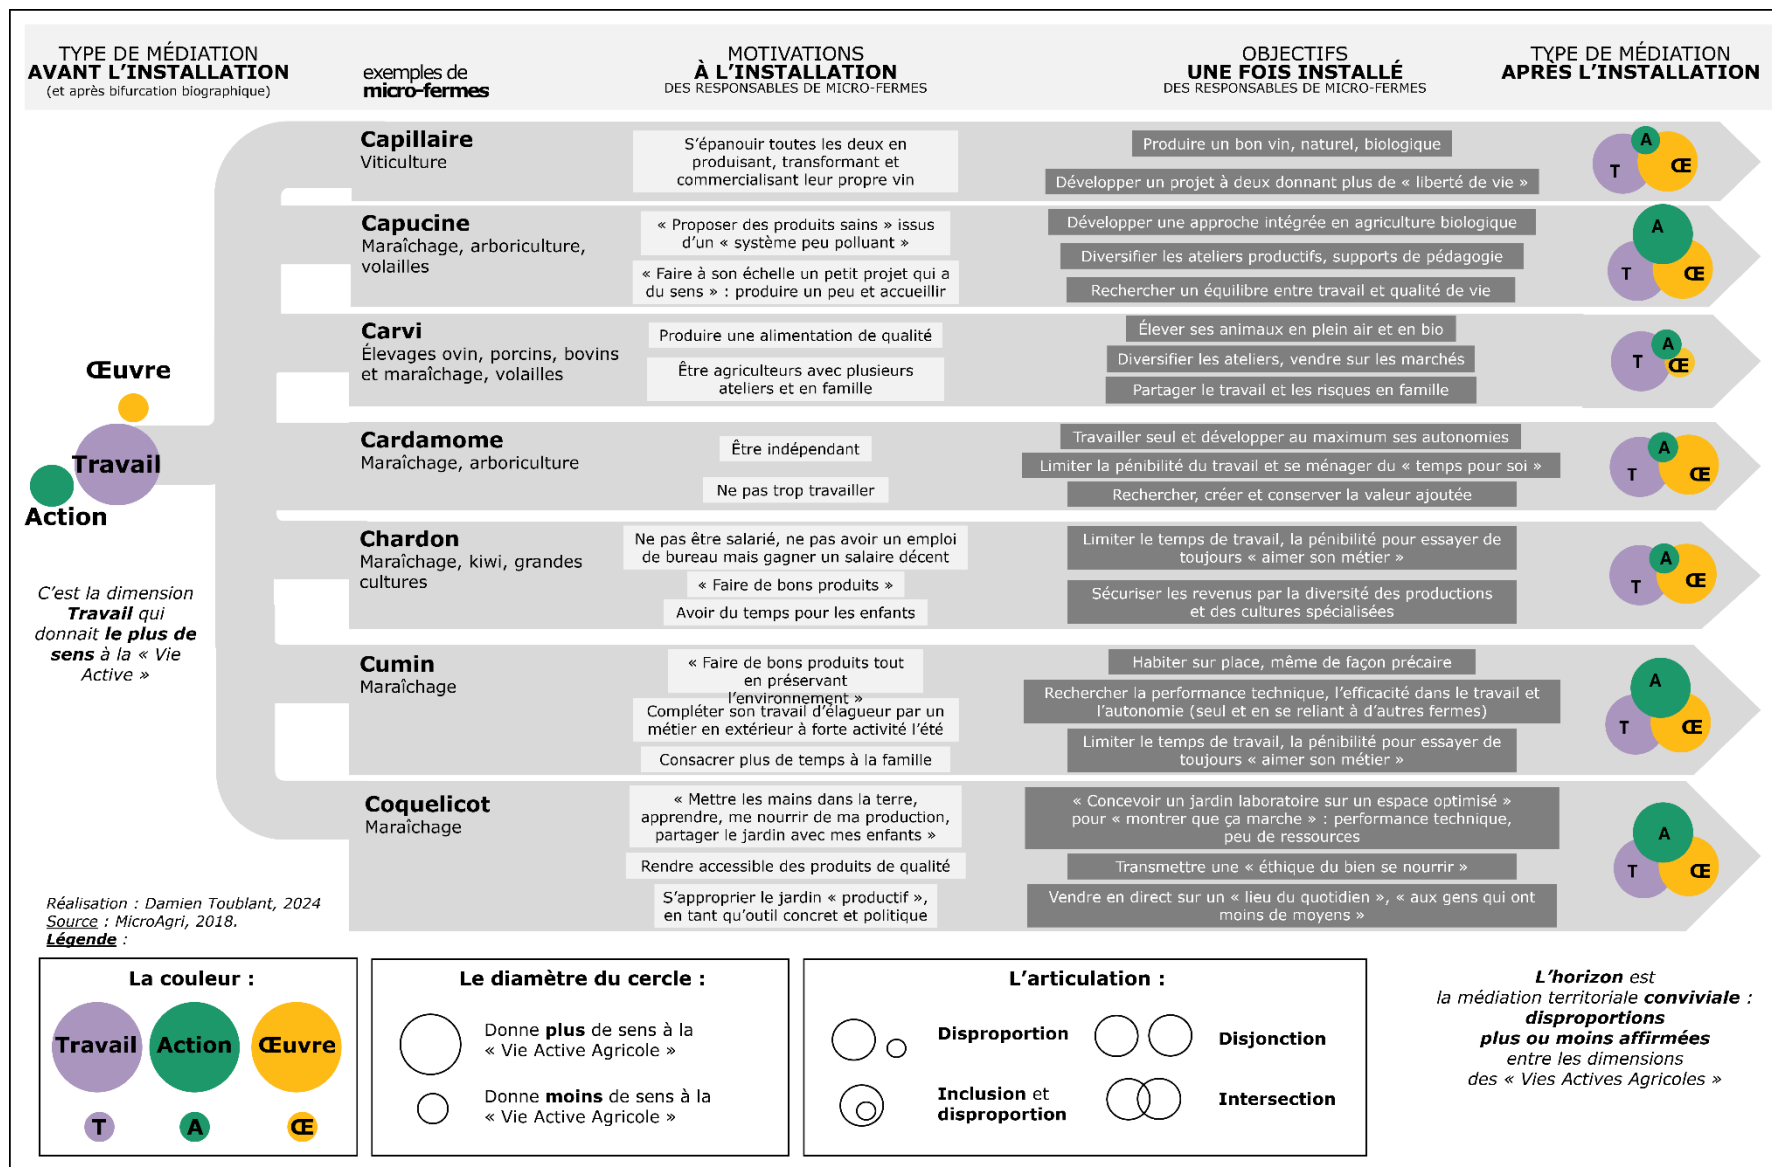 TYPE DE MÉDIATION
AVANT L'INSTALLATION
(et après bifurcation biographique)
exemples de
micro-fermes
MOTIVATIONS
À L'INSTALLATION
DES RESPONSABLES DE MICRO-FERMES
OBJECTIFS
UNE FOIS INSTALLÉ
DES RESPONSABLES DE MICRO-FERMES
TYPE DE MÉDIATION
APRÈS L'INSTALLATION
Œuvre
Travail
Action
C'est la dimension
Travail qui
donnait le plus de
sens à la « Vie
Active »
Capillaire
Viticulture
S'épanouir toutes les deux en
produisant, transformant et
commercialisant leur propre vin
Produire un bon vin, naturel, biologique
Développer un projet à deux donnant plus de « liberté de vie »
A
T
Œ
Capucine
Maraîchage, arboriculture,
volailles
« Proposer des produits sains » issus
d'un « système peu polluant »
« Faire à son échelle un petit projet qui a
du sens » : produire un peu et accueillir
Développer une approche intégrée en agriculture biologique
Diversifier les ateliers productifs, supports de pédagogie
Rechercher un équilibre entre travail et qualité de vie
A
T
Œ
Carvi
Élevages ovin, porcins, bovins
et maraîchage, volailles
Produire une alimentation de qualité
Être agriculteurs avec plusieurs
ateliers et en famille
Élever ses animaux en plein air et en bio
Diversifier les ateliers, vendre sur les marchés
Partager le travail et les risques en famille
A
T
Œ
Cardamome
Maraîchage, arboriculture
Être indépendant
Ne pas trop travailler
Travailler seul et développer au maximum ses autonomies
Limiter la pénibilité du travail et se ménager du « temps pour soi »
Rechercher, créer et conserver la valeur ajoutée
A
T
Œ
Chardon
Maraîchage, kiwi, grandes
cultures
Ne pas être salarié, ne pas avoir un emploi
de bureau mais gagner un salaire décent
« Faire de bons produits »
Avoir du temps pour les enfants
Limiter le temps de travail, la pénibilité pour essayer de
toujours « aimer son métier »
Sécuriser les revenus par la diversité des productions
et des cultures spécialisées
A
T
Œ
Cumin
Maraîchage
« Faire de bons produits tout
en préservant
l'environnement »
Compléter son travail d'élagueur par un
métier en extérieur à forte activité l'été
Consacrer plus de temps à la famille
Habiter sur place, même de façon précaire
Rechercher la performance technique, l'efficacité dans le travail et
l'autonomie (seul et en se reliant à d'autres fermes)
Limiter le temps de travail, la pénibilité pour essayer de
toujours « aimer son métier »
A
T
Œ
Coquelicot
Maraîchage
« Mettre les mains dans la terre,
apprendre, me nourrir de ma production,
partager le jardin avec mes enfants »
Rendre accessible des produits de qualité
S'approprier le jardin « productif »,
en tant qu'outil concret et politique
« Concevoir un jardin laboratoire sur un espace optimisé »
pour « montrer que ça marche » : performance technique,
peu de ressources
Transmettre une « éthique du bien se nourrir »
Vendre en direct sur un « lieu du quotidien », « aux gens qui ont
moins de moyens »
A
T
Œ
Réalisation : Damien Toublant, 2024
Source : MicroAgri, 2018.
Légende :
La couleur :
Travail
Action
Œuvre
T
A
Œ
Le diamètre du cercle :
Donne plus de sens à la
« Vie Active Agricole »
Donne moins de sens à la
« Vie Active Agricole »
L'articulation :
Disproportion
Disjonction
Inclusion et
disproportion
Intersection
L'horizon est
la médiation territoriale conviviale :
disproportions
plus ou moins affirmées
entre les dimensions
des « Vies Actives Agricoles »